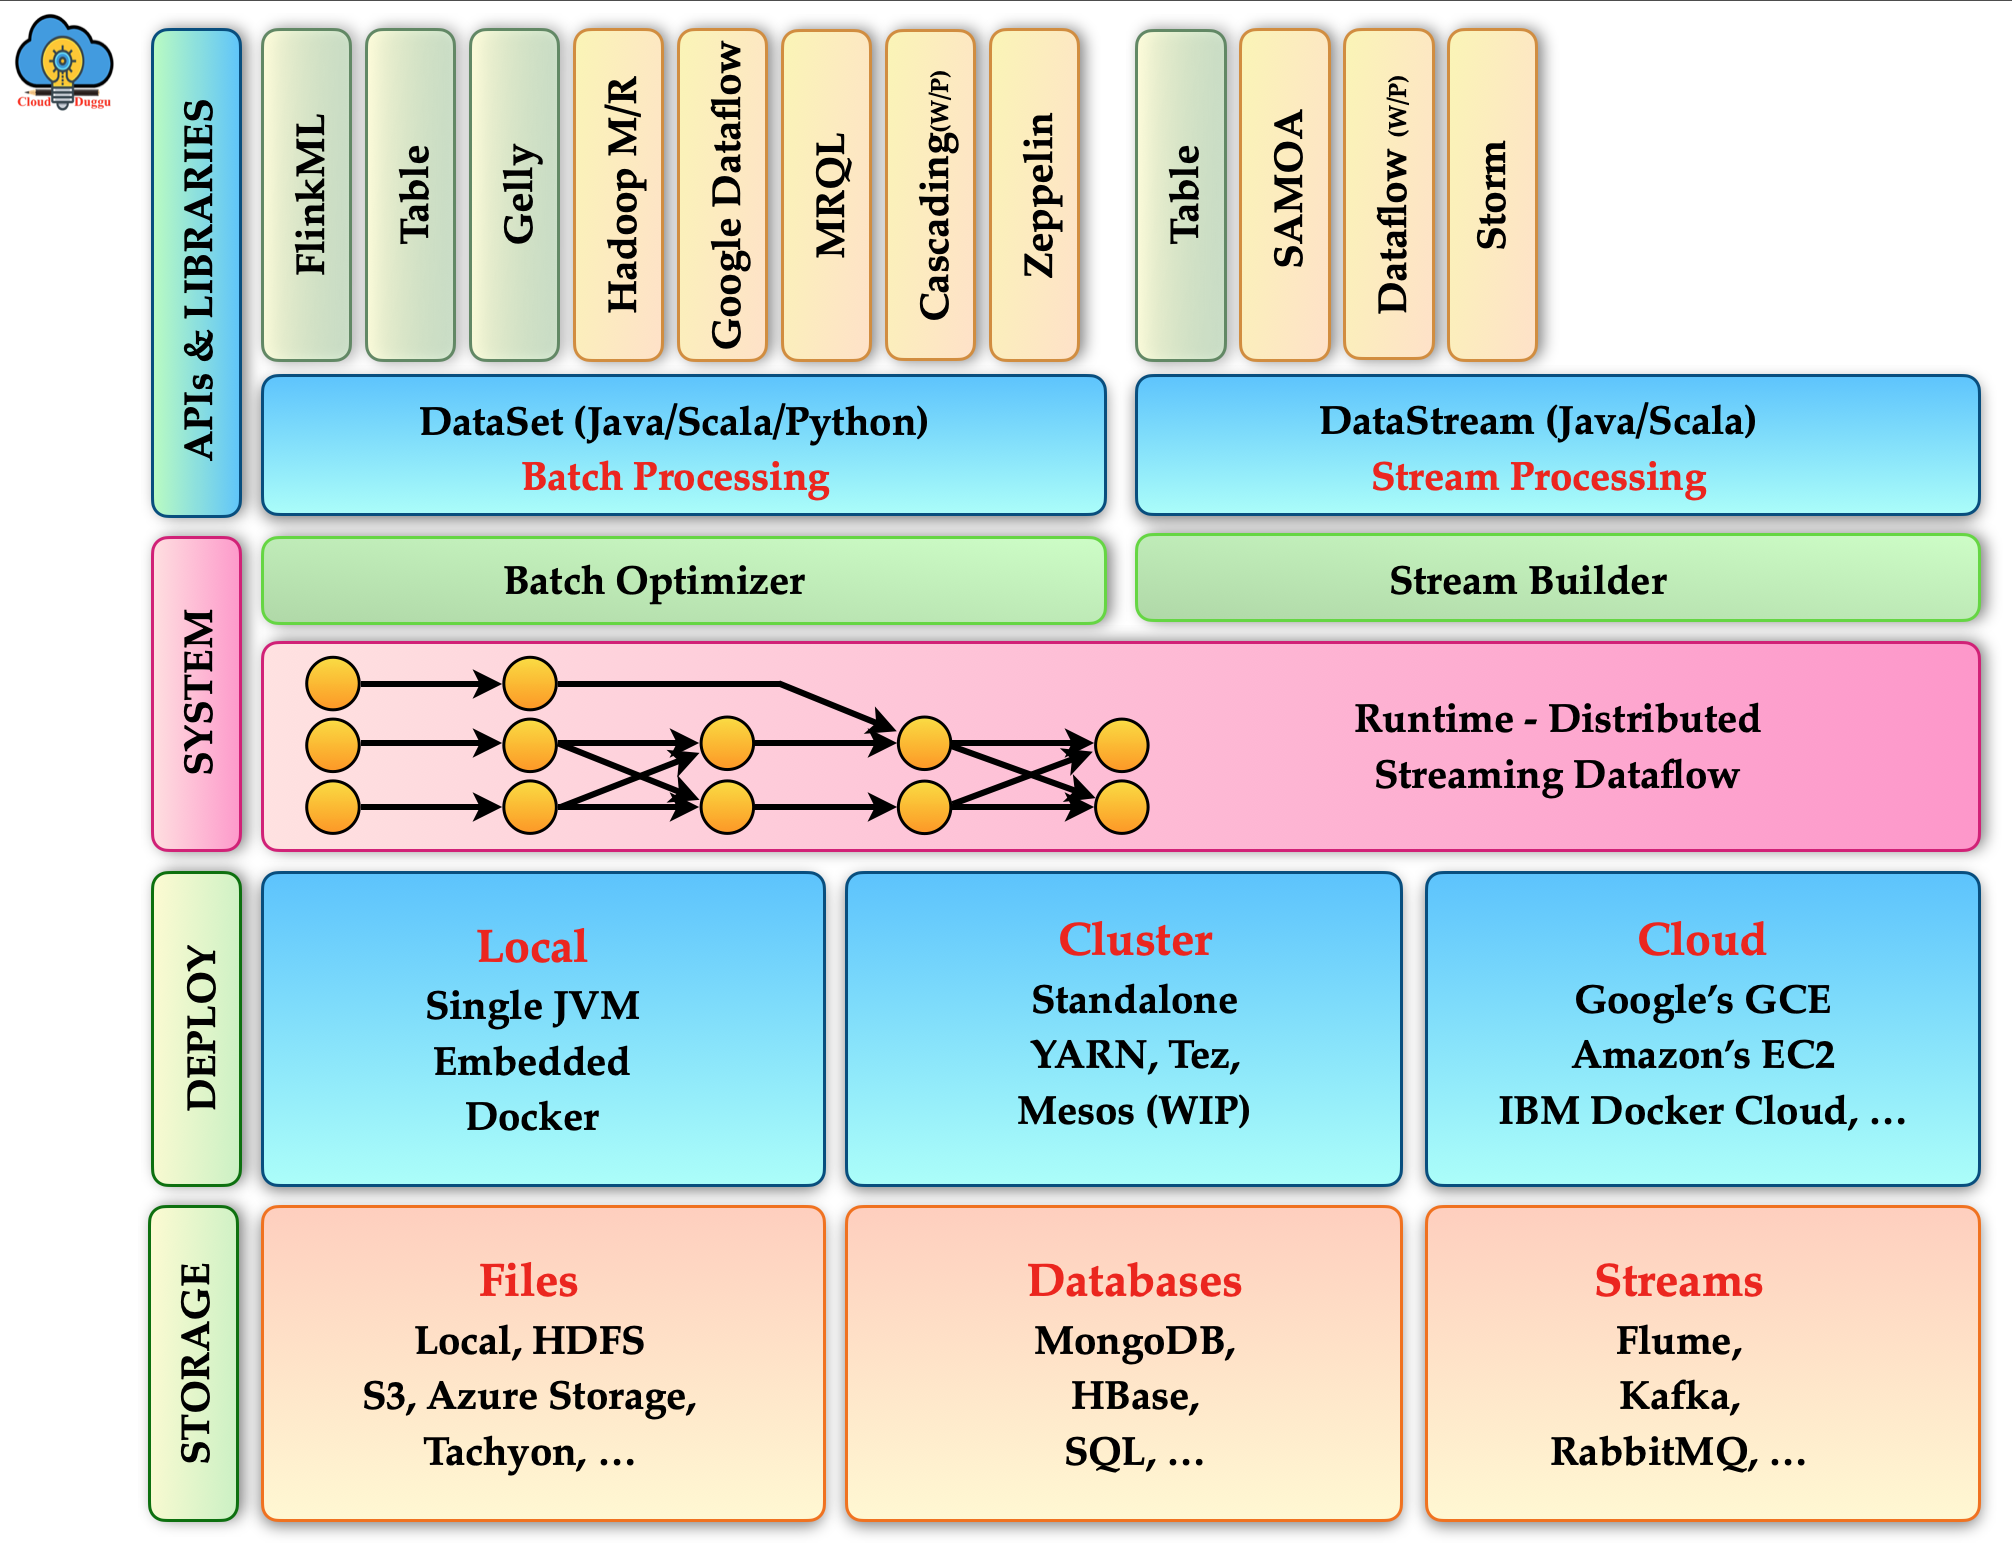 Cloud Duggu
APIs & LIBRARIES
FlinkML
Table
Gelly
Hadoop M/R
Google Dataflow
MRQL
Cascading(W/P)
Zeppelin
Table
SAMOA
Dataflow (W/P)
Storm
DataSet (Java/Scala/Python)
Batch Processing
DataStream (Java/Scala)
Stream Processing
SYSTEM
Batch Optimizer
Stream Builder
Runtime - Distributed
Streaming Dataflow
DEPLOY
Local
Single JVM
Embedded
Docker
Cluster
Standalone
YARN, Tez,
Mesos (WIP)
Cloud
Google’s GCE
Amazon’s EC2
IBM Docker Cloud, ...
STORAGE
Files
Local, HDFS
S3, Azure Storage,
Tachyon, ...
Databases
MongoDB,
HBase,
SQL, ...
Streams
Flume,
Kafka,
RabbitMQ, ...